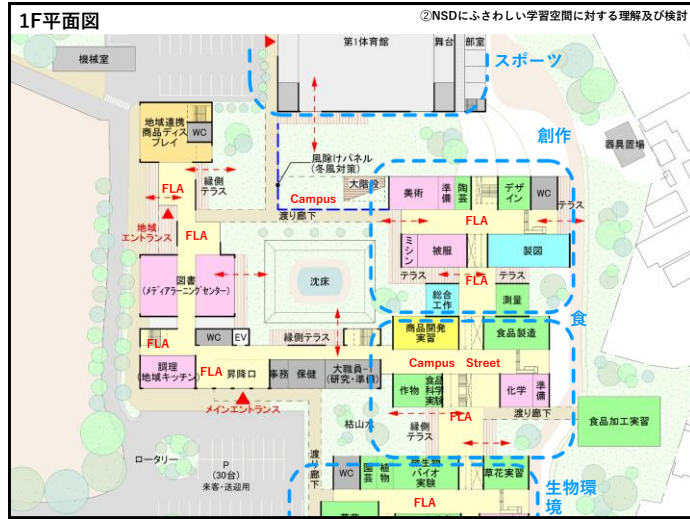 1F平面図
②NSDにふさわしい学習空間に対する理解及び検討
機械室
第1体育館
舞台
部室
スポーツ
地域連携
商品ディス
プレイ
WC
風除けパネル
(冬風対策)
大階段
創作
器具置場
縁側
テラス
FLA
Campus
美術
準備
陶芸
デザイン
WC
テラス
地域
エントランス
FLA
渡り廊下
FLA
ミシン
被服
製図
図書
(メディアラーニングセンター)
沈床
テラス
FLA
テラス
総合
工作
測量
食
WC
EV
縁側テラス
商品開発
実習
食品製造
FLA
調理
(地域キッチン)
FLA
昇降口
事務
保健
大職員-1
(研究・準備)
Campus Street
作物
食品
科学
実験
化学
準備
メインエントランス
枯山水
縁側
テラス
FLA
渡り廊下
食品加工実習
ロータリー
P
(30台)
来客・送迎用
渡り廊下
WC
園芸
植物
微生物
バイオ
実験
草花実習
生物環
境
FLA